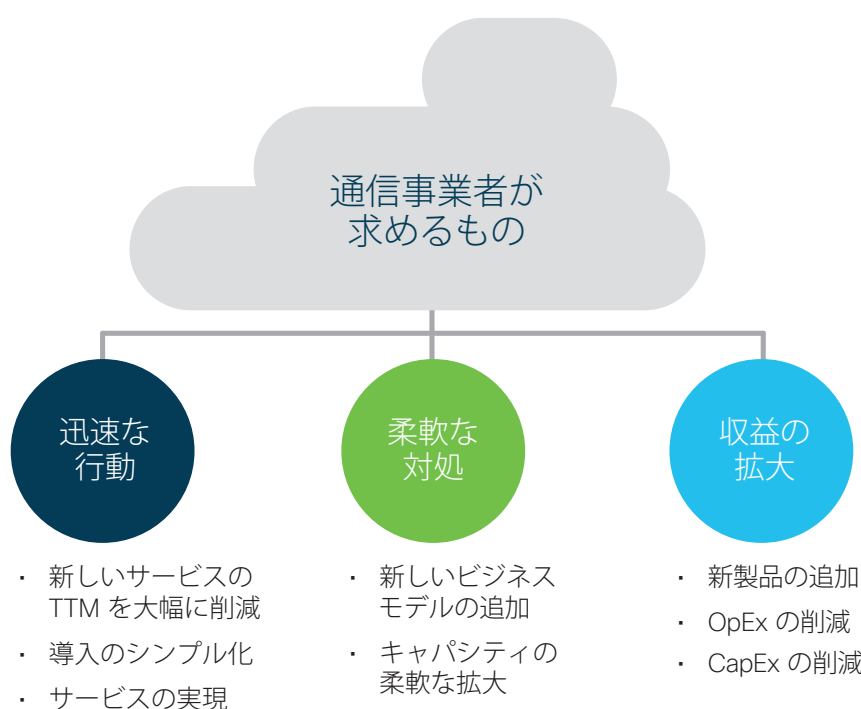 通信事業者が
求めるもの
迅速な
行動
・ 新しいサービスの
TTM を大幅に削減
・ 導入のシンプル化
・ サービスの実現
柔軟な
対処
・ 新しいビジネス
モデルの追加
・ キャパシティの
柔軟な拡大
収益の
拡大
・ 新製品の追加
・ OpEx の削減
・ CapEx の削減